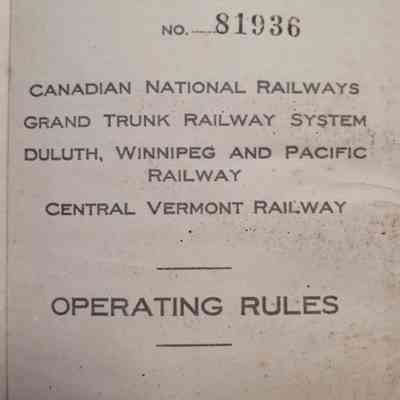 NO. 81936
CANADIAN NATIONAL RAILWAYS
GRAND TRUNK RAILWAY SYSTEM
DULUTH, WINNIPEG AND PACIFIC
RAILWAY
CENTRAL VERMONT RAILWAY
OPERATING RULES